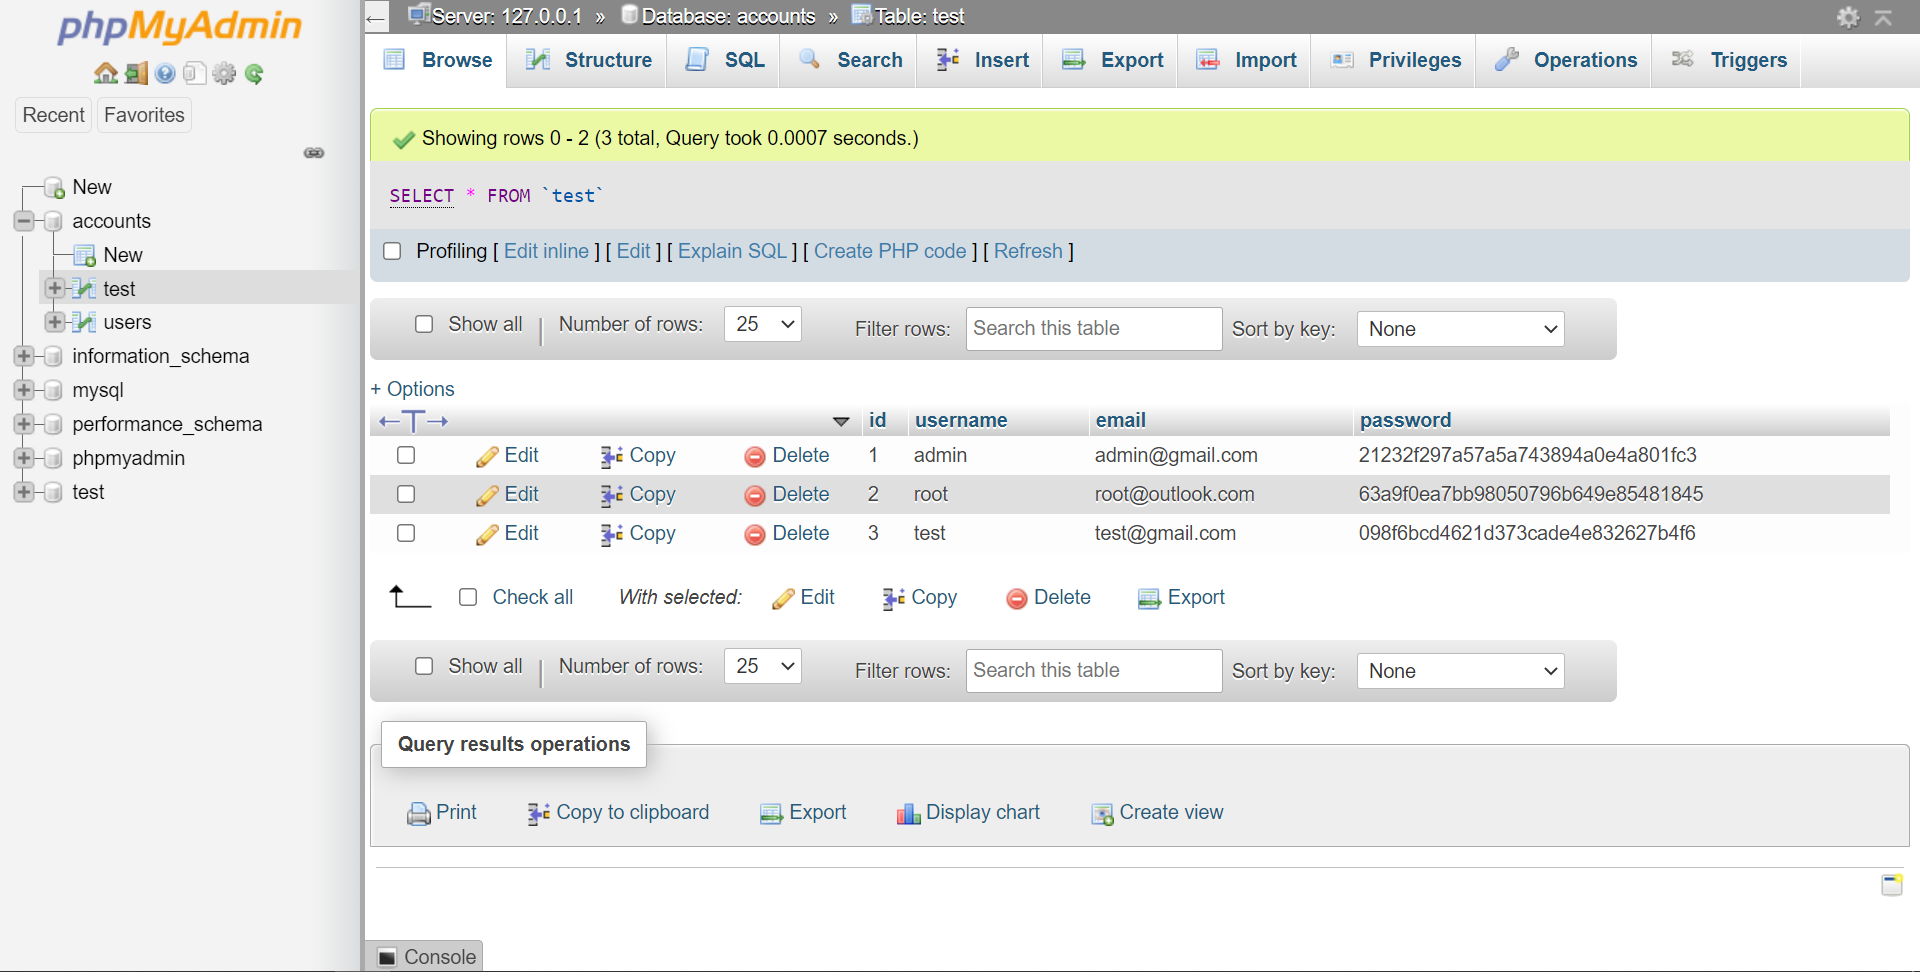 phpMyAdmin
Recent Favorites
New
accounts
New
test
users
information_schema
mysql
performance_schema
phpmyadmin
test
Server: 127.0.0.1 » Database: accounts » Table: test
Browse Structure SQL Search Insert Export Import Privileges Operations Triggers
Showing rows 0 - 2 (3 total, Query took 0.0007 seconds.)
SELECT * FROM `test`
Profiling [ Edit inline ] [ Edit ] [ Explain SQL ] [ Create PHP code ] [ Refresh ]
Show all Number of rows: 25 Filter rows: Search this table Sort by key: None
+ Options
←T→ id username email password
Edit Copy Delete 1 admin admin@gmail.com 21232f297a57a5a743894a0e4a801fc3
Edit Copy Delete 2 root root@outlook.com 63a9f0ea7bb98050796b649e85481845
Edit Copy Delete 3 test test@gmail.com 098f6bcd4621d373cade4e832627b4f6
Check all With selected: Edit Copy Delete Export
Show all Number of rows: 25 Filter rows: Search this table Sort by key: None
Query results operations
Print Copy to clipboard Export Display chart Create view
Console